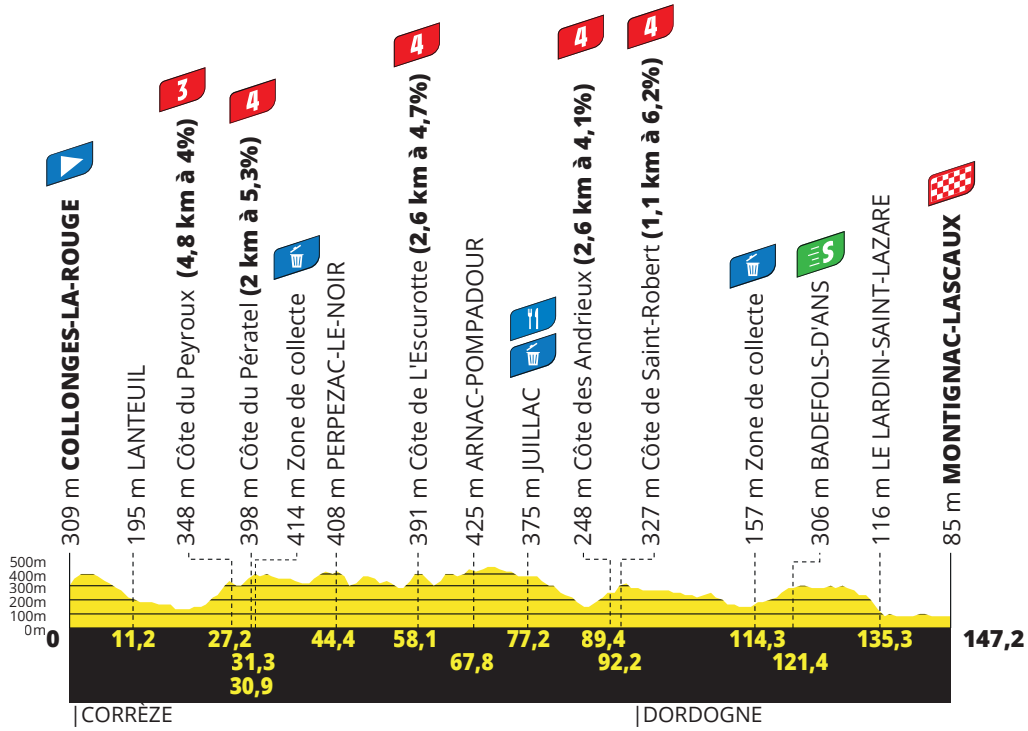 309 m COLLONGES-LA-ROUGE
195 m LANTEUIL
3
348 m Côte du Peyroux (4,8 km à 4%)
4
398 m Côte du Pératel (2 km à 5,3%)
414 m Zone de collecte
408 m PERPEZAC-LE-NOIR
4
391 m Côte de L'Escurotte (2,6 km à 4,7%)
425 m ARNAC-POMPADOUR
375 m JUILLAC
4
248 m Côte des Andrieux (2,6 km à 4,1%)
4
327 m Côte de Saint-Robert (1,1 km à 6,2%)
157 m Zone de collecte
S
306 m BADEFOLS-D'ANS
116 m LE LARDIN-SAINT-LAZARE
85 m MONTIGNAC-LASCAUX
500m
400m
300m
200m
100m
0m
0
11,2
27,2
31,3
30,9
44,4
58,1
67,8
77,2
89,4
92,2
114,3
121,4
135,3
147,2
|CORRÈZE
|DORDOGNE